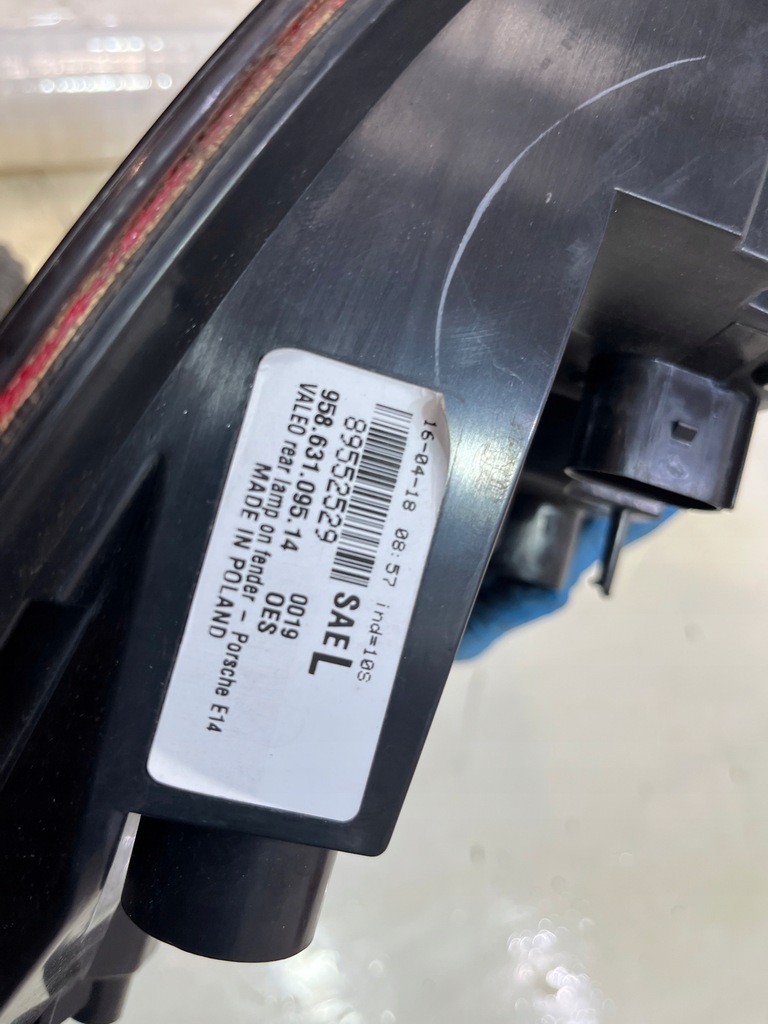 16-04-18 08:57 ind=10S
89552529 SAE L
958.631.095.14 0019
VALEO rear lamp on fender - Porsche E14
OES
MADE IN POLAND